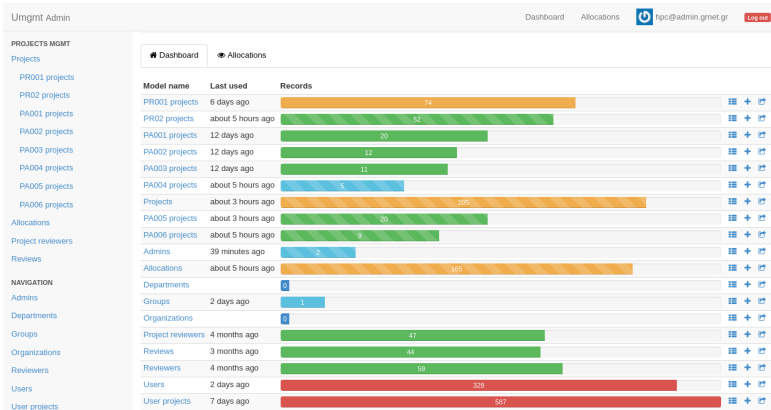 Umgmt Admin
Dashboard Allocations hpc@admin.grnet.gr Log out
PROJECTS MGMT
Projects
PR001 projects
PR02 projects
PA001 projects
PA002 projects
PA003 projects
PA004 projects
PA005 projects
PA006 projects
Allocations
Project reviewers
Reviews
NAVIGATION
Admins
Departments
Groups
Organizations
Reviewers
Users
User projects
Dashboard Allocations
Model name Last used Records
PR001 projects 6 days ago 74
PR02 projects about 5 hours ago 52
PA001 projects 12 days ago 20
PA002 projects 12 days ago 12
PA003 projects 12 days ago 11
PA004 projects about 5 hours ago 5
Projects about 3 hours ago 205
PA005 projects about 3 hours ago 20
PA006 projects about 5 hours ago 9
Admins 39 minutes ago 2
Allocations about 5 hours ago 165
Departments 0
Groups 2 days ago 1
Organizations 0
Project reviewers 4 months ago 47
Reviews 3 months ago 44
Reviewers 4 months ago 59
Users 2 days ago 329
User projects 7 days ago 587